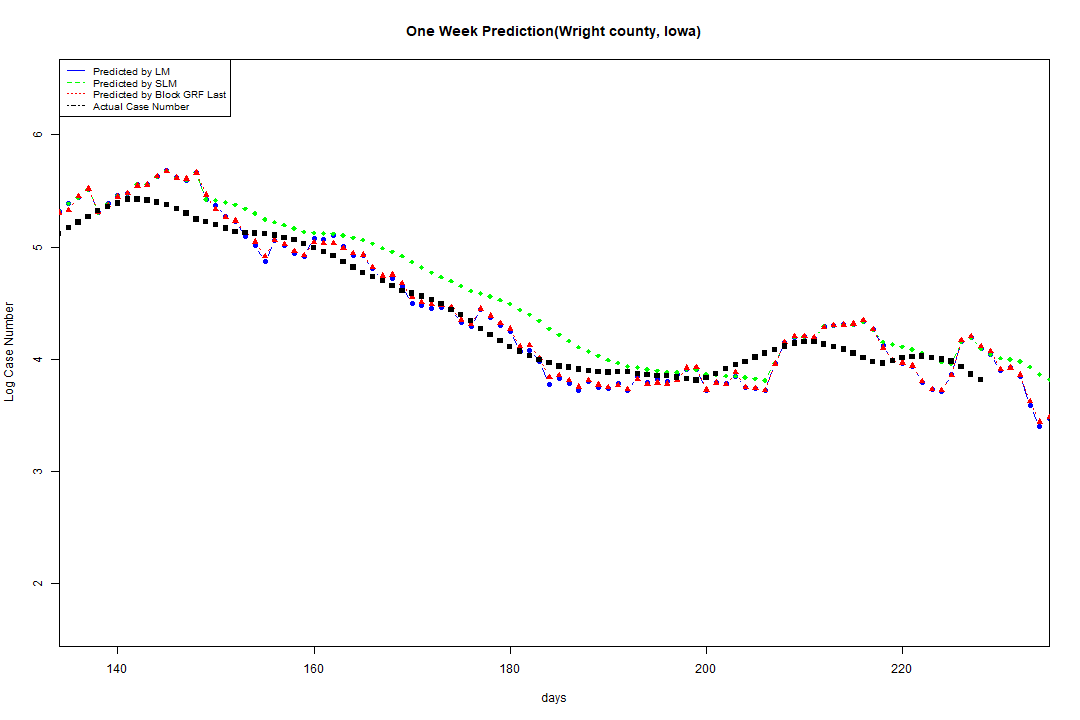 One Week Prediction(Wright county, Iowa)
Predicted by LM
Predicted by SLM
Predicted by Block GRF Last
Actual Case Number
6
5
4
3
2
Log Case Number
140 160 180 200 220
days